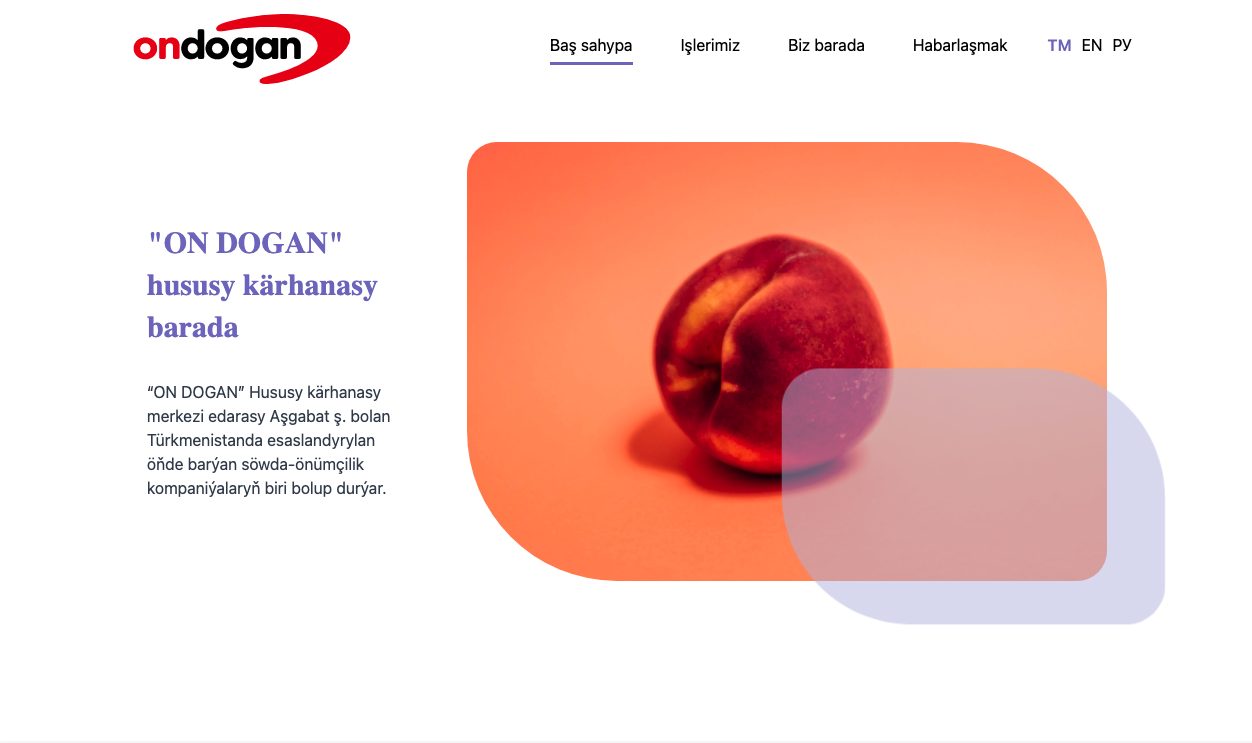 ondogan
Baş sahypa
Işlerimiz
Biz barada
Habarlaşmak
TM EN РУ
"ON DOGAN"
hususy kärhanasy
barada
“ON DOGAN” Hususy kärhanasy
merkezi edarasy Aşgabat ş. bolan
Türkmenistanda esaslandyrylan
öňde barýan söwda-önümçilik
kompaniýalaryň biri bolup durýar.